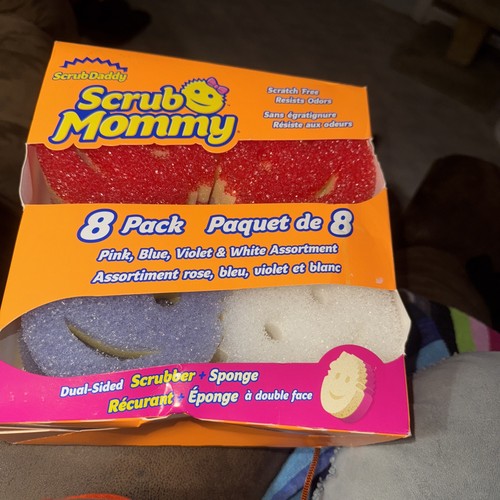 ScrubDaddy
Scrub
Mommy
Scratch Free
Resists Odors
Sans égratignure
Résiste aux odeurs
8 Pack Paquet de 8
Pink, Blue, Violet & White Assortment
Assortiment rose, bleu, violet et blanc
Dual-Sided Scrubber + Sponge
Récurant + Éponge à double face